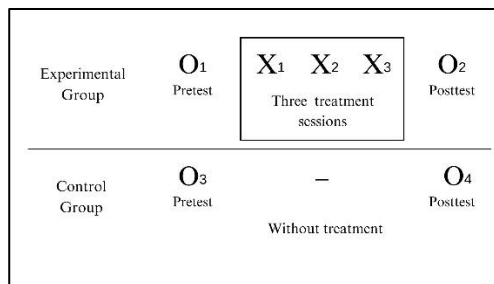 Experimental
Group
O1
Pretest
X1 X2 X3
Three treatment
sessions
O2
Posttest
Control
Group
O3
Pretest
–
Without treatment
O4
Posttest